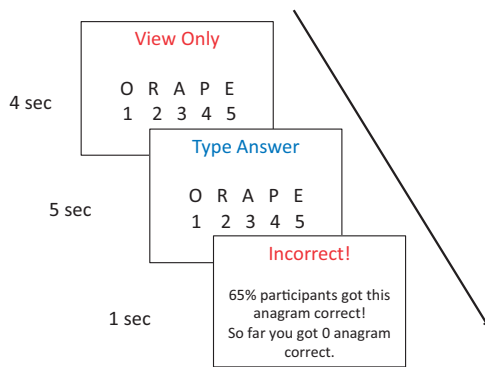 View Only
O R A P E
1 2 3 4 5
4 sec
Type Answer
O R A P E
1 2 3 4 5
5 sec
Incorrect!
65% participants got this
anagram correct!
So far you got 0 anagram
correct.
1 sec